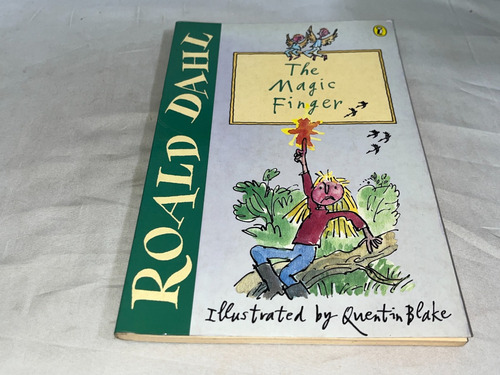 ROALD DAHL
The
Magic
Finger
Illustrated by Quentin Blake